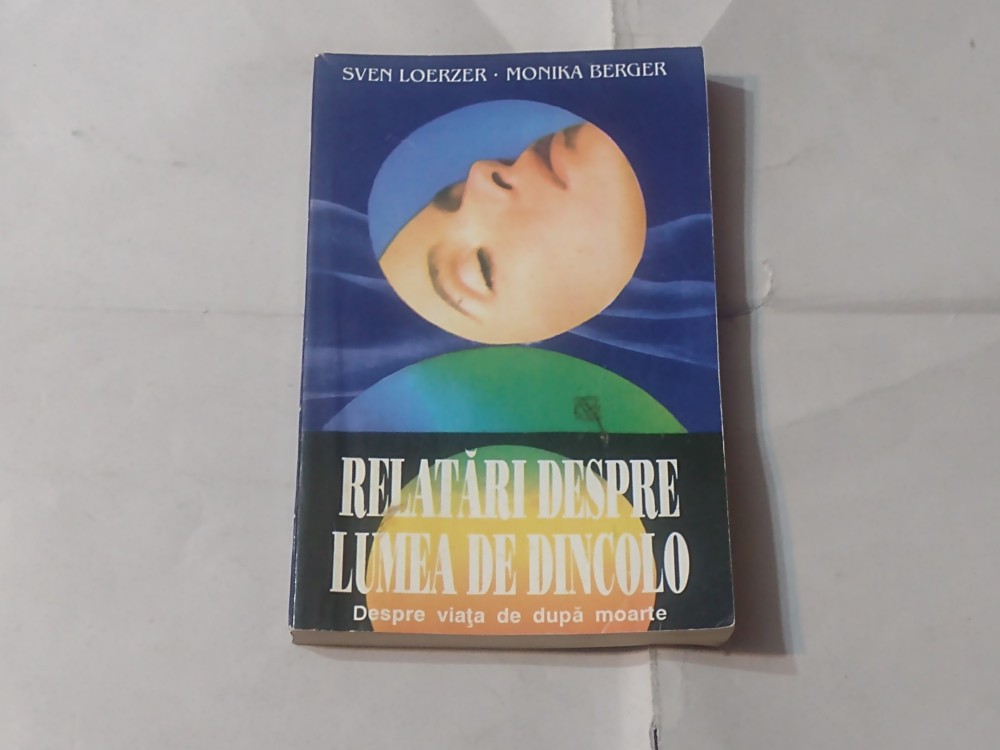 SVEN LOERZER · MONIKA BERGER
RELATĂRI DESPRE
LUMEA DE DINCOLO
Despre viaţa de după moarte